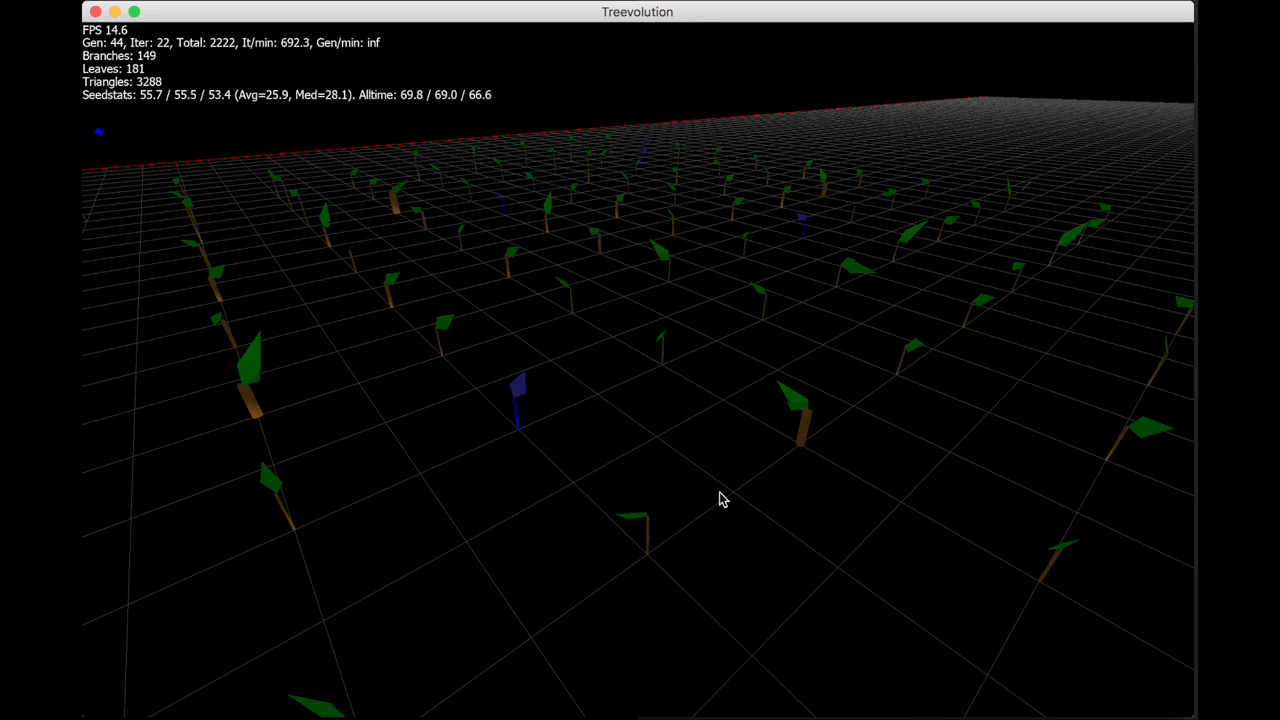 Treevolution
FPS 14.6
Gen: 44, Iter: 22, Total: 2222, It/min: 692.3, Gen/min: inf
Branches: 149
Leaves: 181
Triangles: 3288
Seedstats: 55.7 / 55.5 / 53.4 (Avg=25.9, Med=28.1). Alltime: 69.8 / 69.0 / 66.6